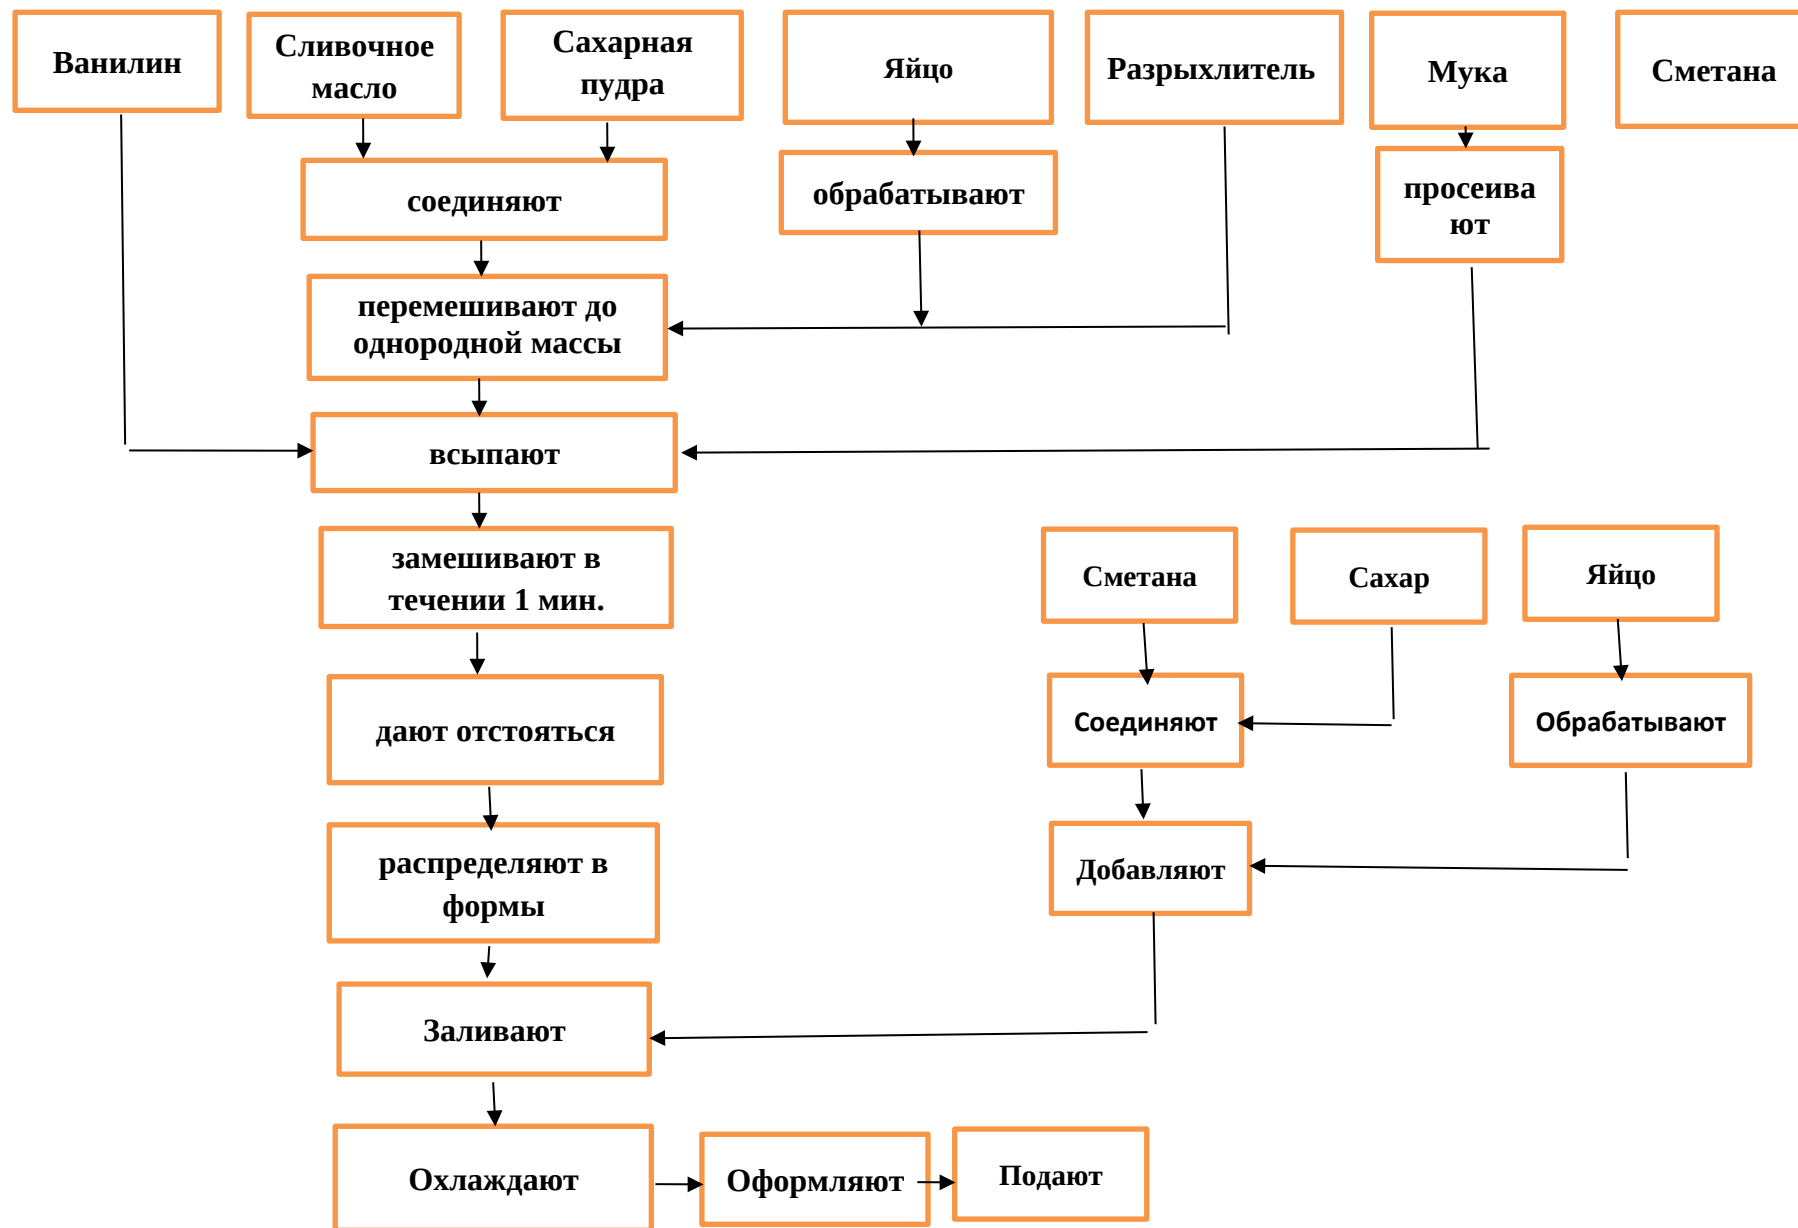 Ванилин
Сливочное
масло
Сахарная
пудра
Яйцо
Разрыхлитель
Мука
Сметана
соединяют
обрабатывают
просеива
ют
перемешивают до
однородной массы
всыпают
замешивают в
течении 1 мин.
Сметана
Сахар
Яйцо
дают отстояться
Соединяют
Обрабатывают
распределяют в
формы
Добавляют
Заливают
Охлаждают
Оформляют
Подают